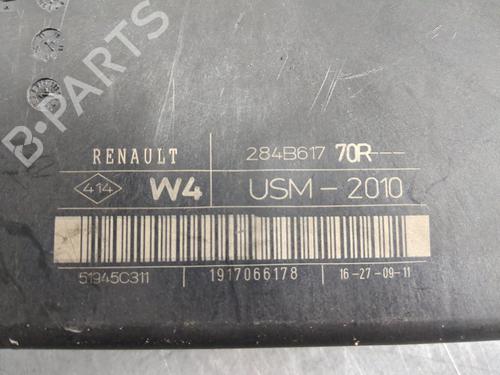 B-PARTS
RENAULT 284B617 70R---
414 W4 USM-2010
51945C311 1917066178 16-27-09-11